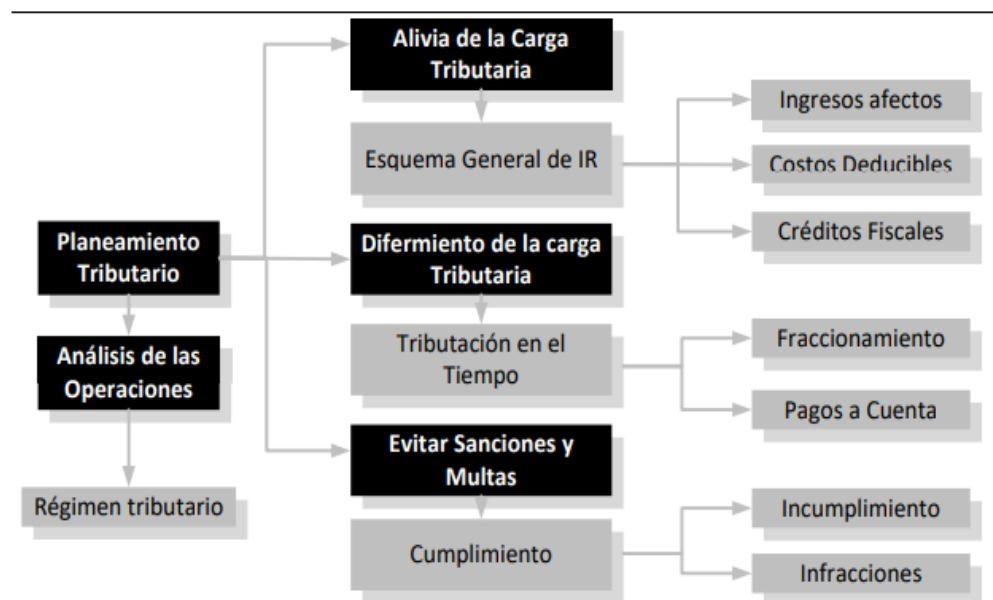 Alivia de la Carga
Tributaria
Esquema General de IR
Ingresos afectos
Costos Deducibles
Créditos Fiscales
Planeamiento
Tributario
Análisis de las
Operaciones
Régimen tributario
Difermiento de la carga
Tributaria
Tributación en el
Tiempo
Fraccionamiento
Pagos a Cuenta
Evitar Sanciones y
Multas
Cumplimiento
Incumplimiento
Infracciones